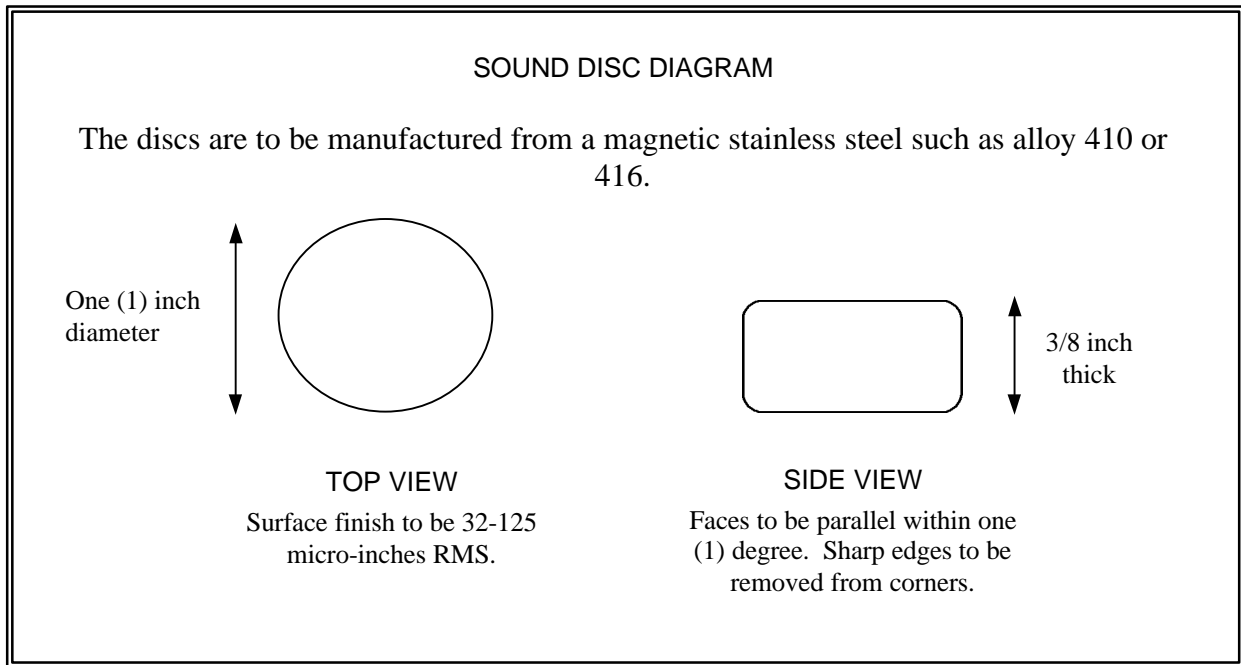 SOUND DISC DIAGRAM
The discs are to be manufactured from a magnetic stainless steel such as alloy 410 or
416.
One (1) inch
diameter
3/8 inch
thick
TOP VIEW
Surface finish to be 32-125
micro-inches RMS.
SIDE VIEW
Faces to be parallel within one
(1) degree.  Sharp edges to be
removed from corners.